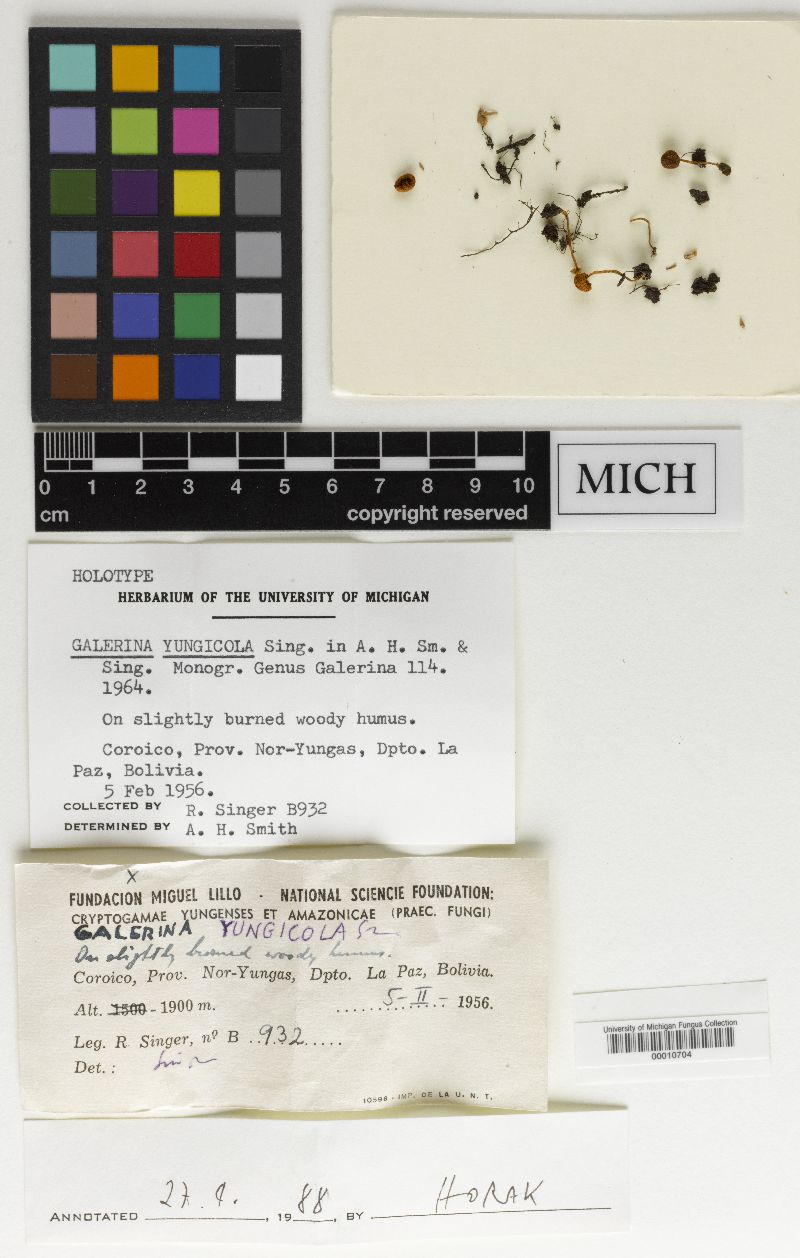 0 1 2 3 4 5 6 7 8 9 10
cm copyright reserved
MICH
HOLOTYPE
HERBARIUM OF THE UNIVERSITY OF MICHIGAN
GALERINA YUNGICOLA Sing. in A. H. Sm. &
Sing. Monogr. Genus Galerina 114.
1964.
On slightly burned woody humus.
Coroico, Prov. Nor-Yungas, Dpto. La
Paz, Bolivia.
5 Feb 1956.
COLLECTED BY R. Singer B932
DETERMINED BY A. H. Smith
X
FUNDACION MIGUEL LILLO - NATIONAL SCIENCIE FOUNDATION:
CRYPTOGAMAE YUNGENSES ET AMAZONICAE (PRAEC. FUNGI)
GALERINA YUNGICOLA
On slightly burned woody humus.
Coroico, Prov. Nor-Yungas, Dpto. La Paz, Bolivia.
Alt. 1500 - 1900 m. 5-II- 1956.
Leg. R. Singer, nº B ..932.....
Det.:
10598 - IMP. DE LA U. N. T.
University of Michigan Fungus Collection
00010704
ANNOTATED 27. 9. , 1988, BY HORAK